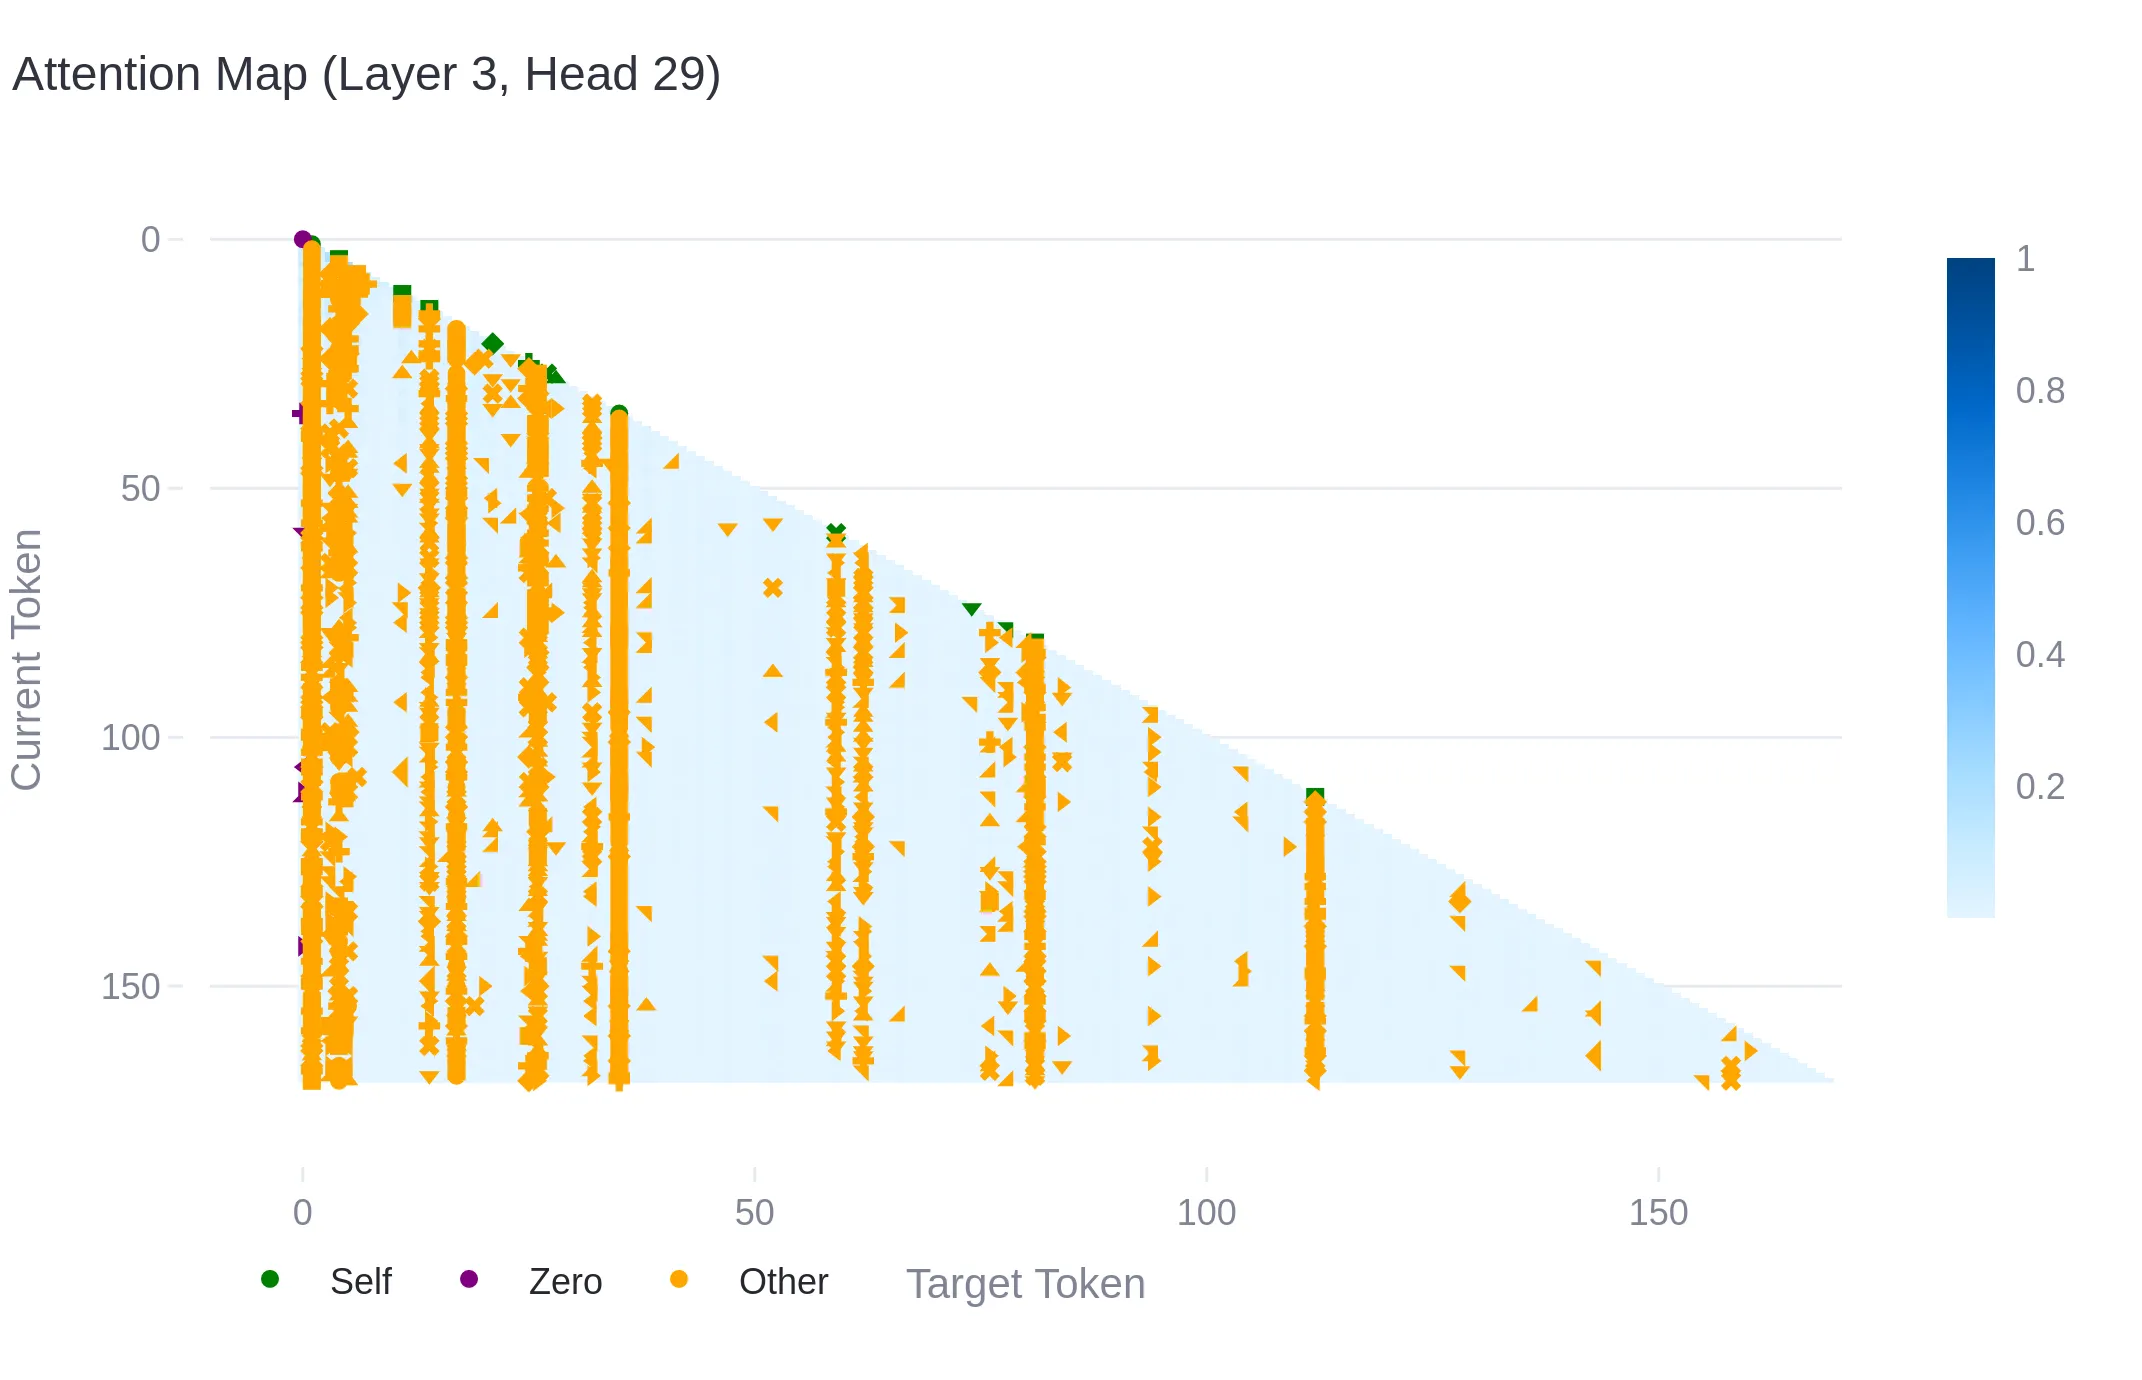 Attention Map (Layer 3, Head 29)
0
50
100
150
Current Token
1
0.8
0.6
0.4
0.2
0
50
100
150
Self
Zero
Other
Target Token